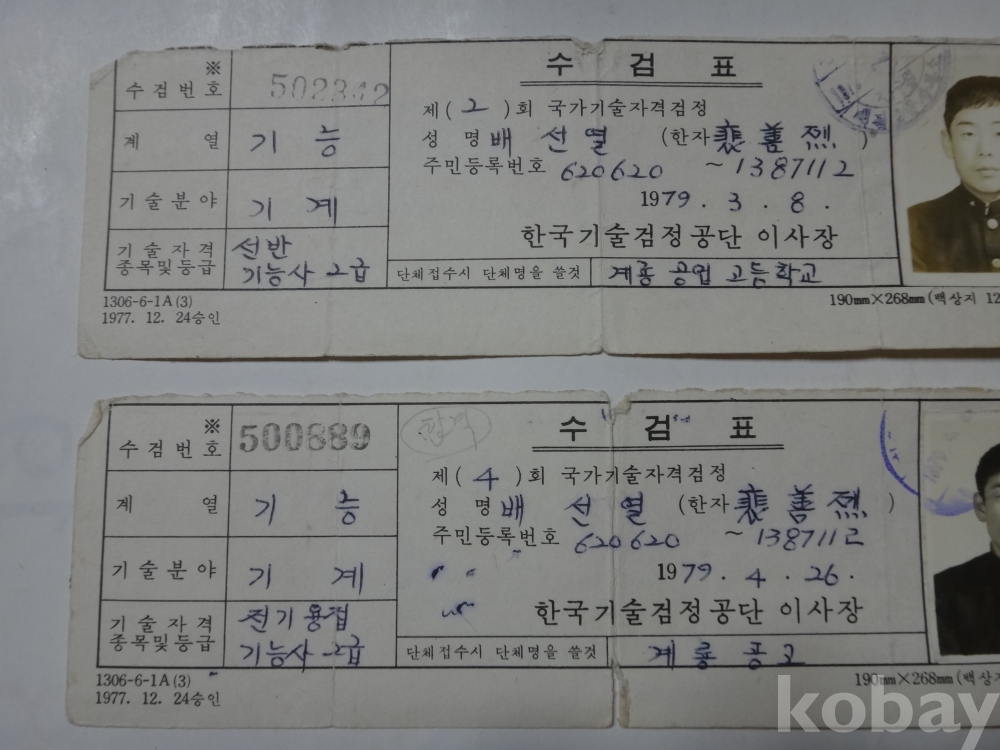 ※
수검번호 502342
계 열 기 능
기술분야 기 계
기술자격
종목및등급
선반
기능사 2급
수 검 표
제( 2 )회 국가기술자격검정
성 명 배 선 열 (한자 裵 善 烈 )
주민등록번호 620620 ~ 1387112
1979 . 3 . 8 .
한국기술검정공단 이사장
단체접수시 단체명을 쓸것 계룡 공업 고등학교
1306-6-1A(3)
1977. 12. 24승인
190mm×268mm(백상지 12
※
수검번호 500889
계 열 기 능
기술분야 기 계
기술자격
종목및등급
전기용접
기능사 2급
합격
수 검 표
제( 4 )회 국가기술자격검정
성 명 배 선 열 (한자 裵 善 烈 )
주민등록번호 620620 ~ 1387112
1979 . 4 . 26 .
한국기술검정공단 이사장
단체접수시 단체명을 쓸것 계 룡 공 고
1306-6-1A(3)
1977. 12. 24승인
190mm×268mm(백상지
kobay